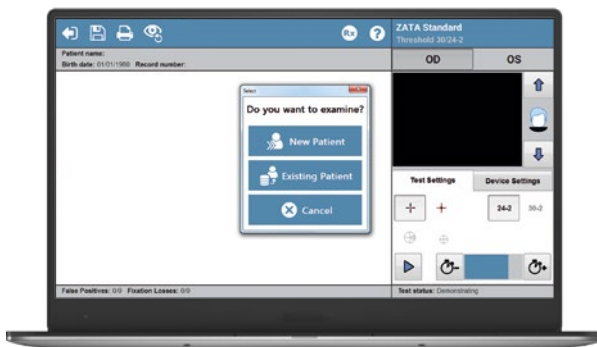 Rx
?
ZATA Standard
Threshold 30/24-2
Patient name:
Birth date: 01/01/1988 Record number:
OD
OS
Select
Do you want to examine?
New Patient
Existing Patient
Cancel
Test Settings
Device Settings
24-2
30-2
False Positives: 0/0 Fixation Losses: 0/0
Test status: Demonstrating